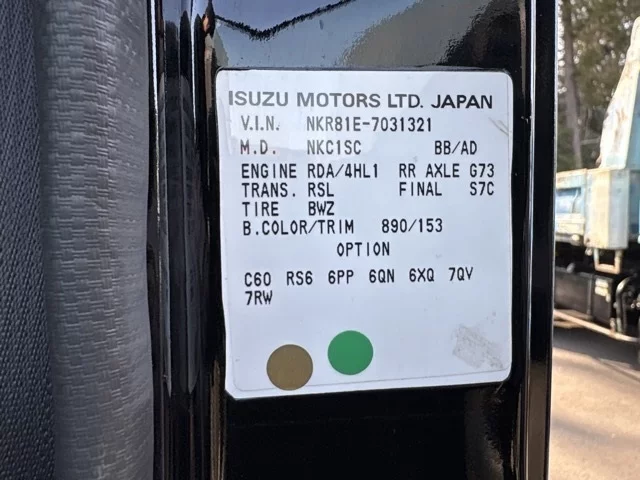 ISUZU MOTORS LTD. JAPAN
V.I.N. NKR81E-7031321
M.D. NKC1SC BB/AD
ENGINE RDA/4HL1 RR AXLE G73
TRANS. RSL FINAL S7C
TIRE BWZ
B.COLOR/TRIM 890/153
OPTION
C60 RS6 6PP 6QN 6XQ 7QV
7RW